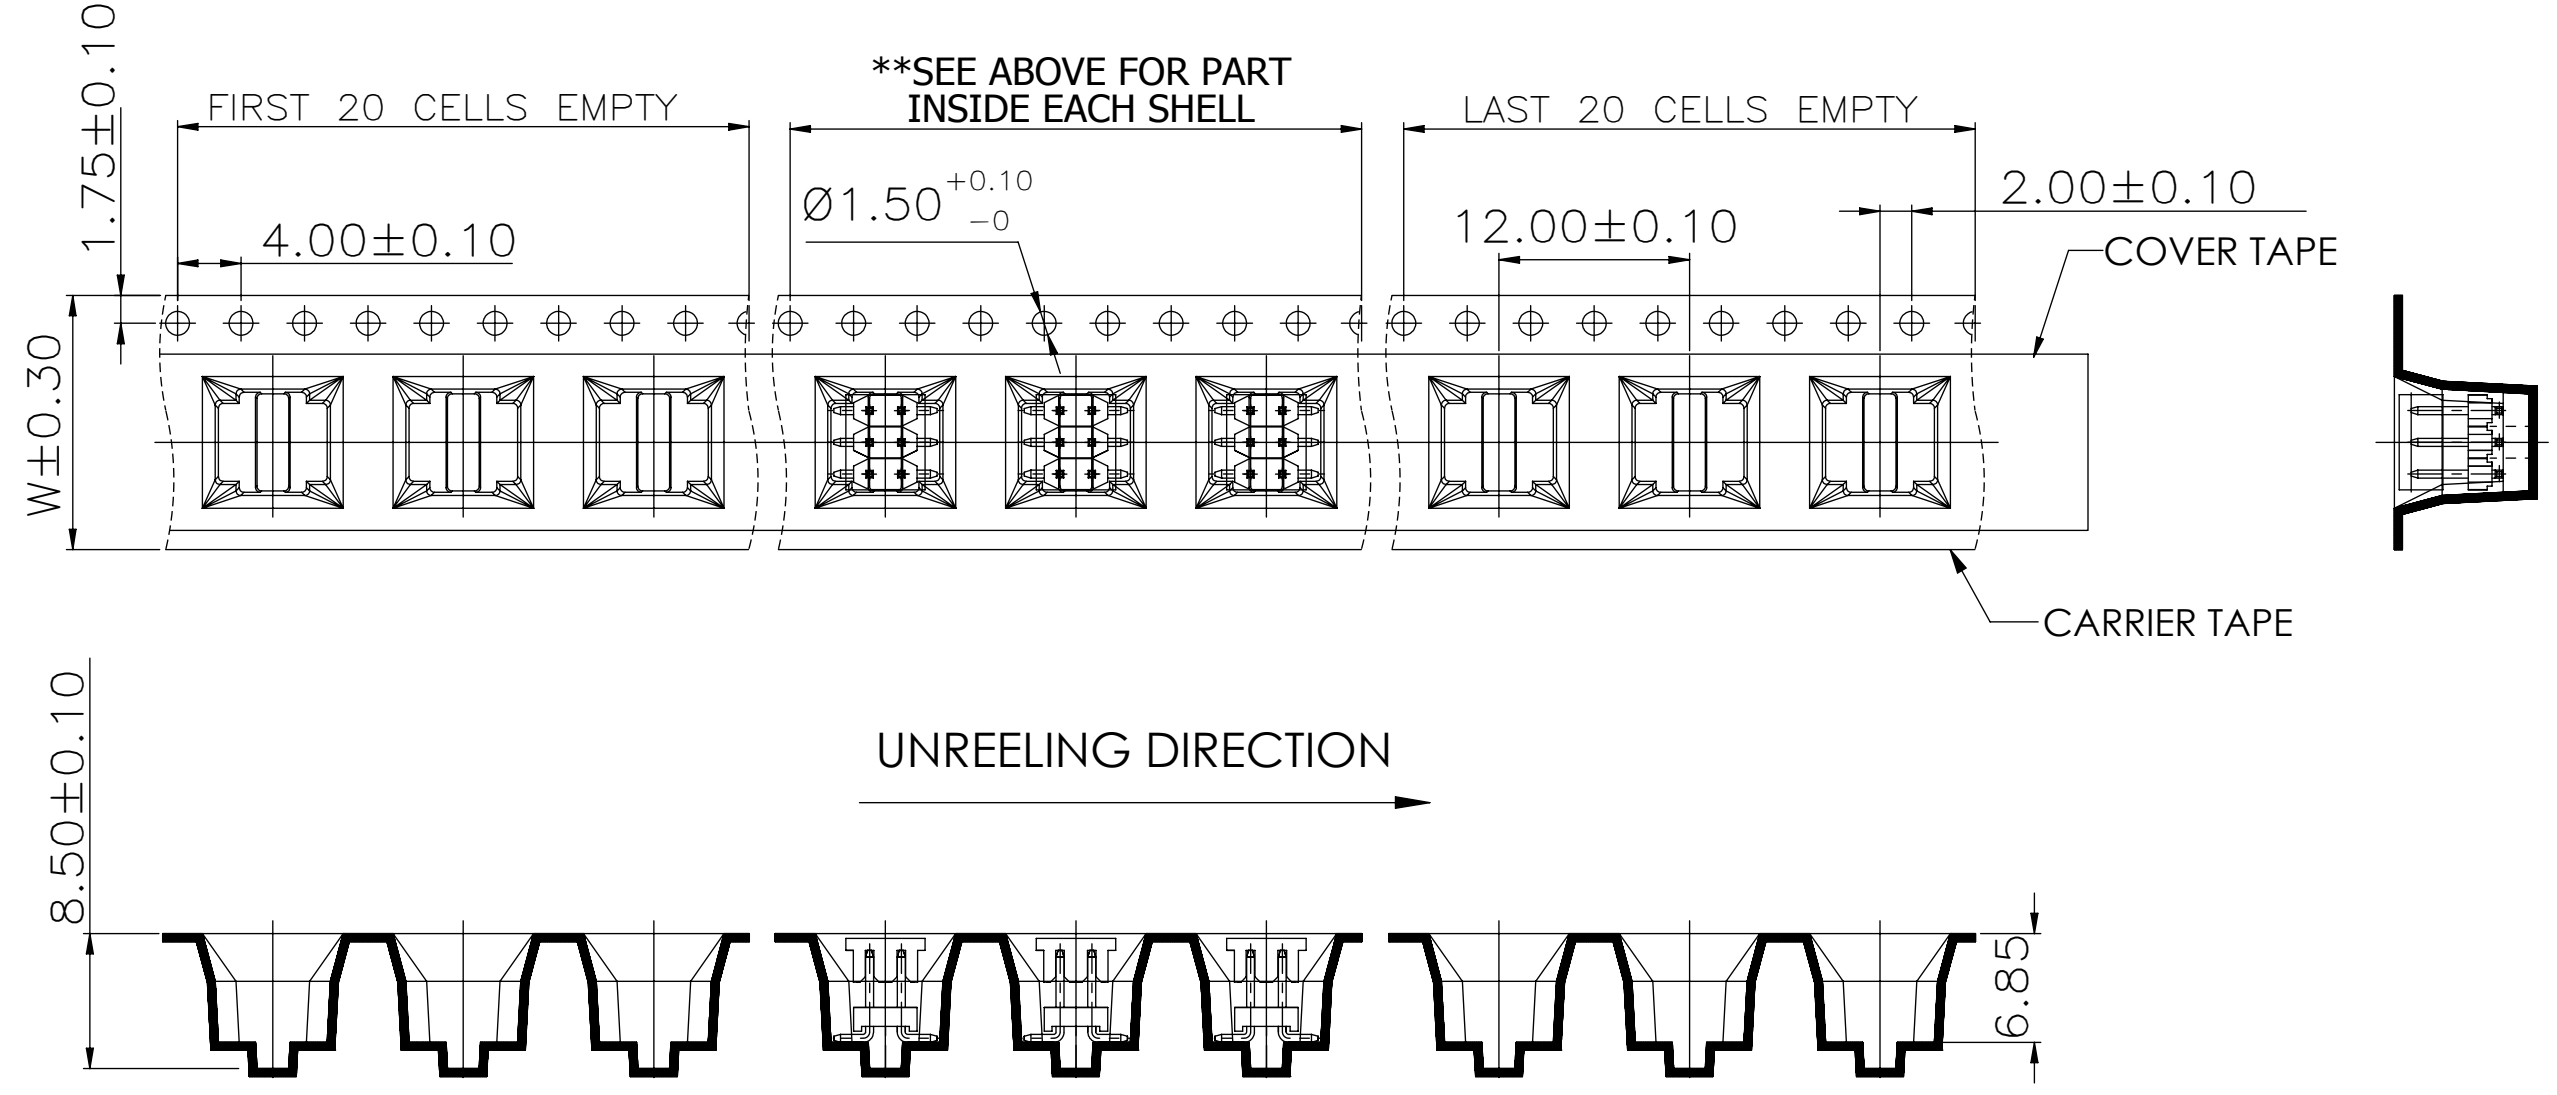 1.75±0.10
FIRST 20 CELLS EMPTY
**SEE ABOVE FOR PART
INSIDE EACH SHELL
LAST 20 CELLS EMPTY
4.00±0.10
Ø1.50 +0.10
-0
12.00±0.10
2.00±0.10
COVER TAPE
W±0.30
CARRIER TAPE
8.50±0.10
UNREELING DIRECTION
6.85